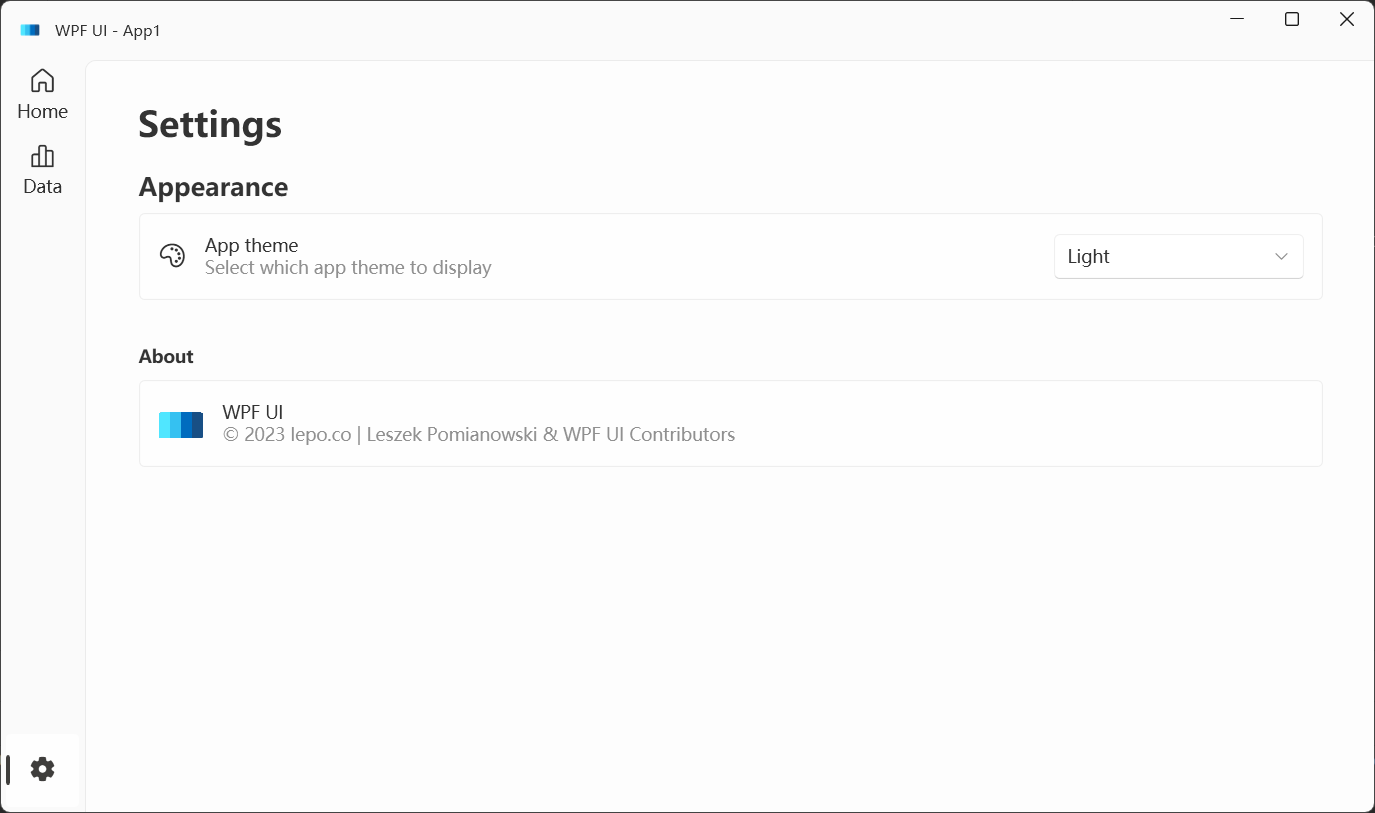 WPF UI - App1
Home
Data
Settings
Appearance
App theme
Select which app theme to display
Light
About
WPF UI
© 2023 lepo.co | Leszek Pomianowski & WPF UI Contributors